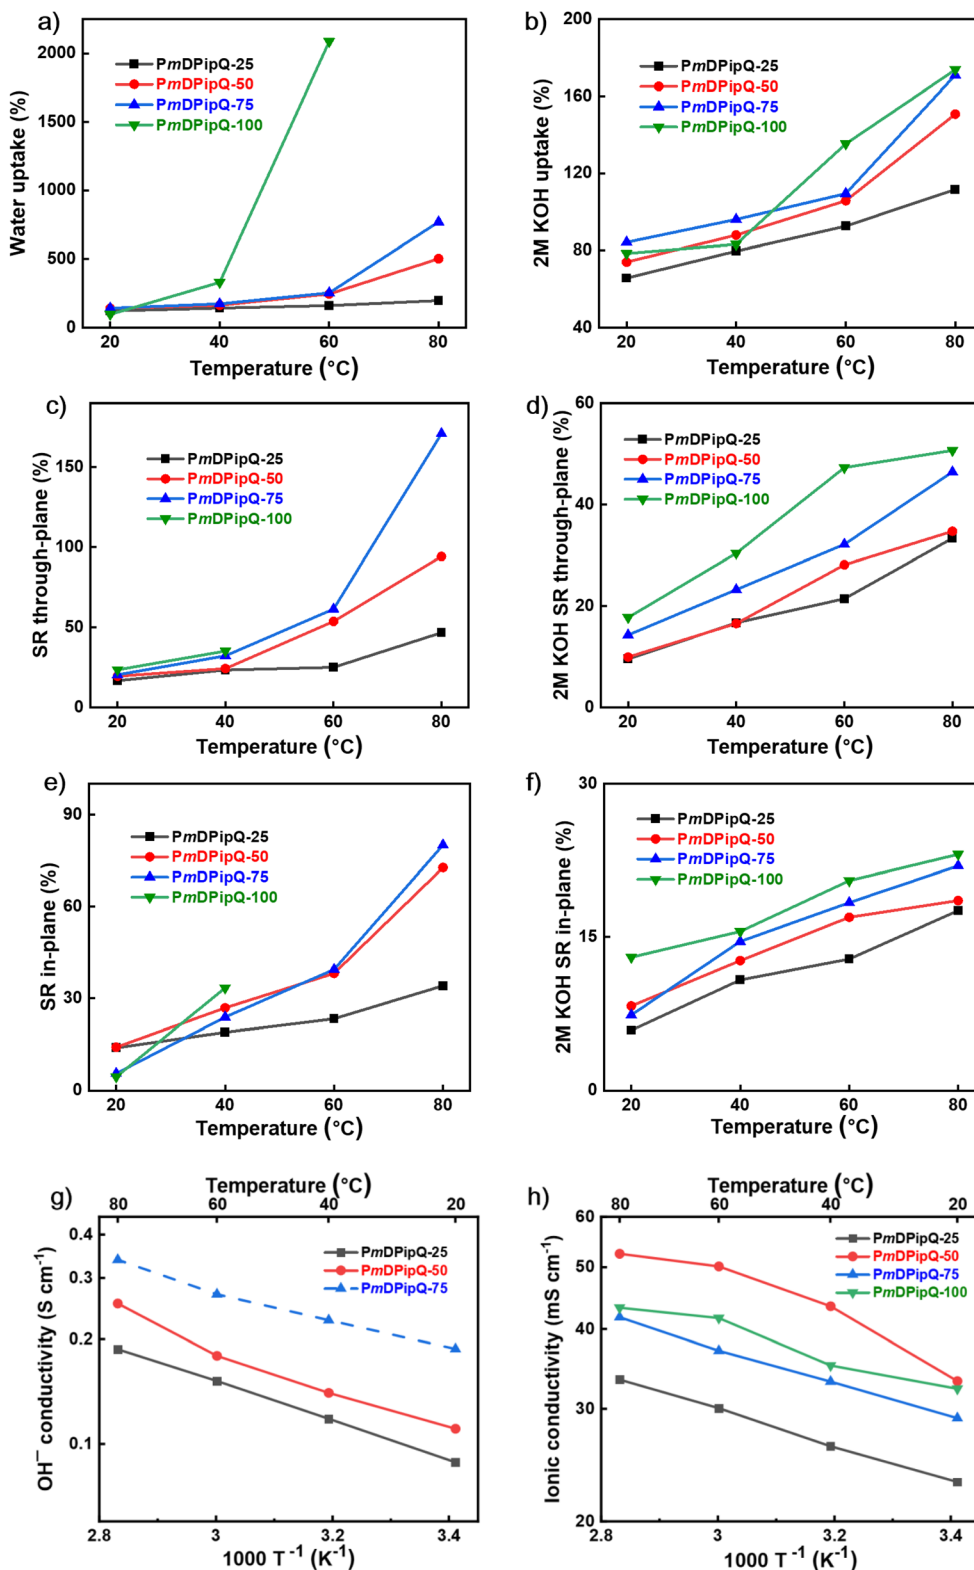 a)
Water uptake (%)
2000
1500
1000
500
0
PmDPipQ-25
PmDPipQ-50
PmDPipQ-75
PmDPipQ-100
20 40 60 80
Temperature (°C)
b)
2M KOH uptake (%)
200
160
120
80
40
PmDPipQ-25
PmDPipQ-50
PmDPipQ-75
PmDPipQ-100
20 40 60 80
Temperature (°C)
c)
SR through-plane (%)
150
100
50
0
PmDPipQ-25
PmDPipQ-50
PmDPipQ-75
PmDPipQ-100
20 40 60 80
Temperature (°C)
d)
2M KOH SR through-plane (%)
60
40
20
0
PmDPipQ-25
PmDPipQ-50
PmDPipQ-75
PmDPipQ-100
20 40 60 80
Temperature (°C)
e)
SR in-plane (%)
90
60
30
0
PmDPipQ-25
PmDPipQ-50
PmDPipQ-75
PmDPipQ-100
20 40 60 80
Temperature (°C)
f)
2M KOH SR in-plane (%)
30
15
0
PmDPipQ-25
PmDPipQ-50
PmDPipQ-75
PmDPipQ-100
20 40 60 80
Temperature (°C)
g)
Temperature (°C)
80 60 40 20
OH⁻ conductivity (S cm⁻¹)
0.4
0.3
0.2
0.1
PmDPipQ-25
PmDPipQ-50
PmDPipQ-75
2.8 3 3.2 3.4
1000 T⁻¹ (K⁻¹)
h)
Temperature (°C)
80 60 40 20
Ionic conductivity (mS cm⁻¹)
60
50
40
30
20
PmDPipQ-25
PmDPipQ-50
PmDPipQ-75
PmDPipQ-100
2.8 3 3.2 3.4
1000 T⁻¹ (K⁻¹)